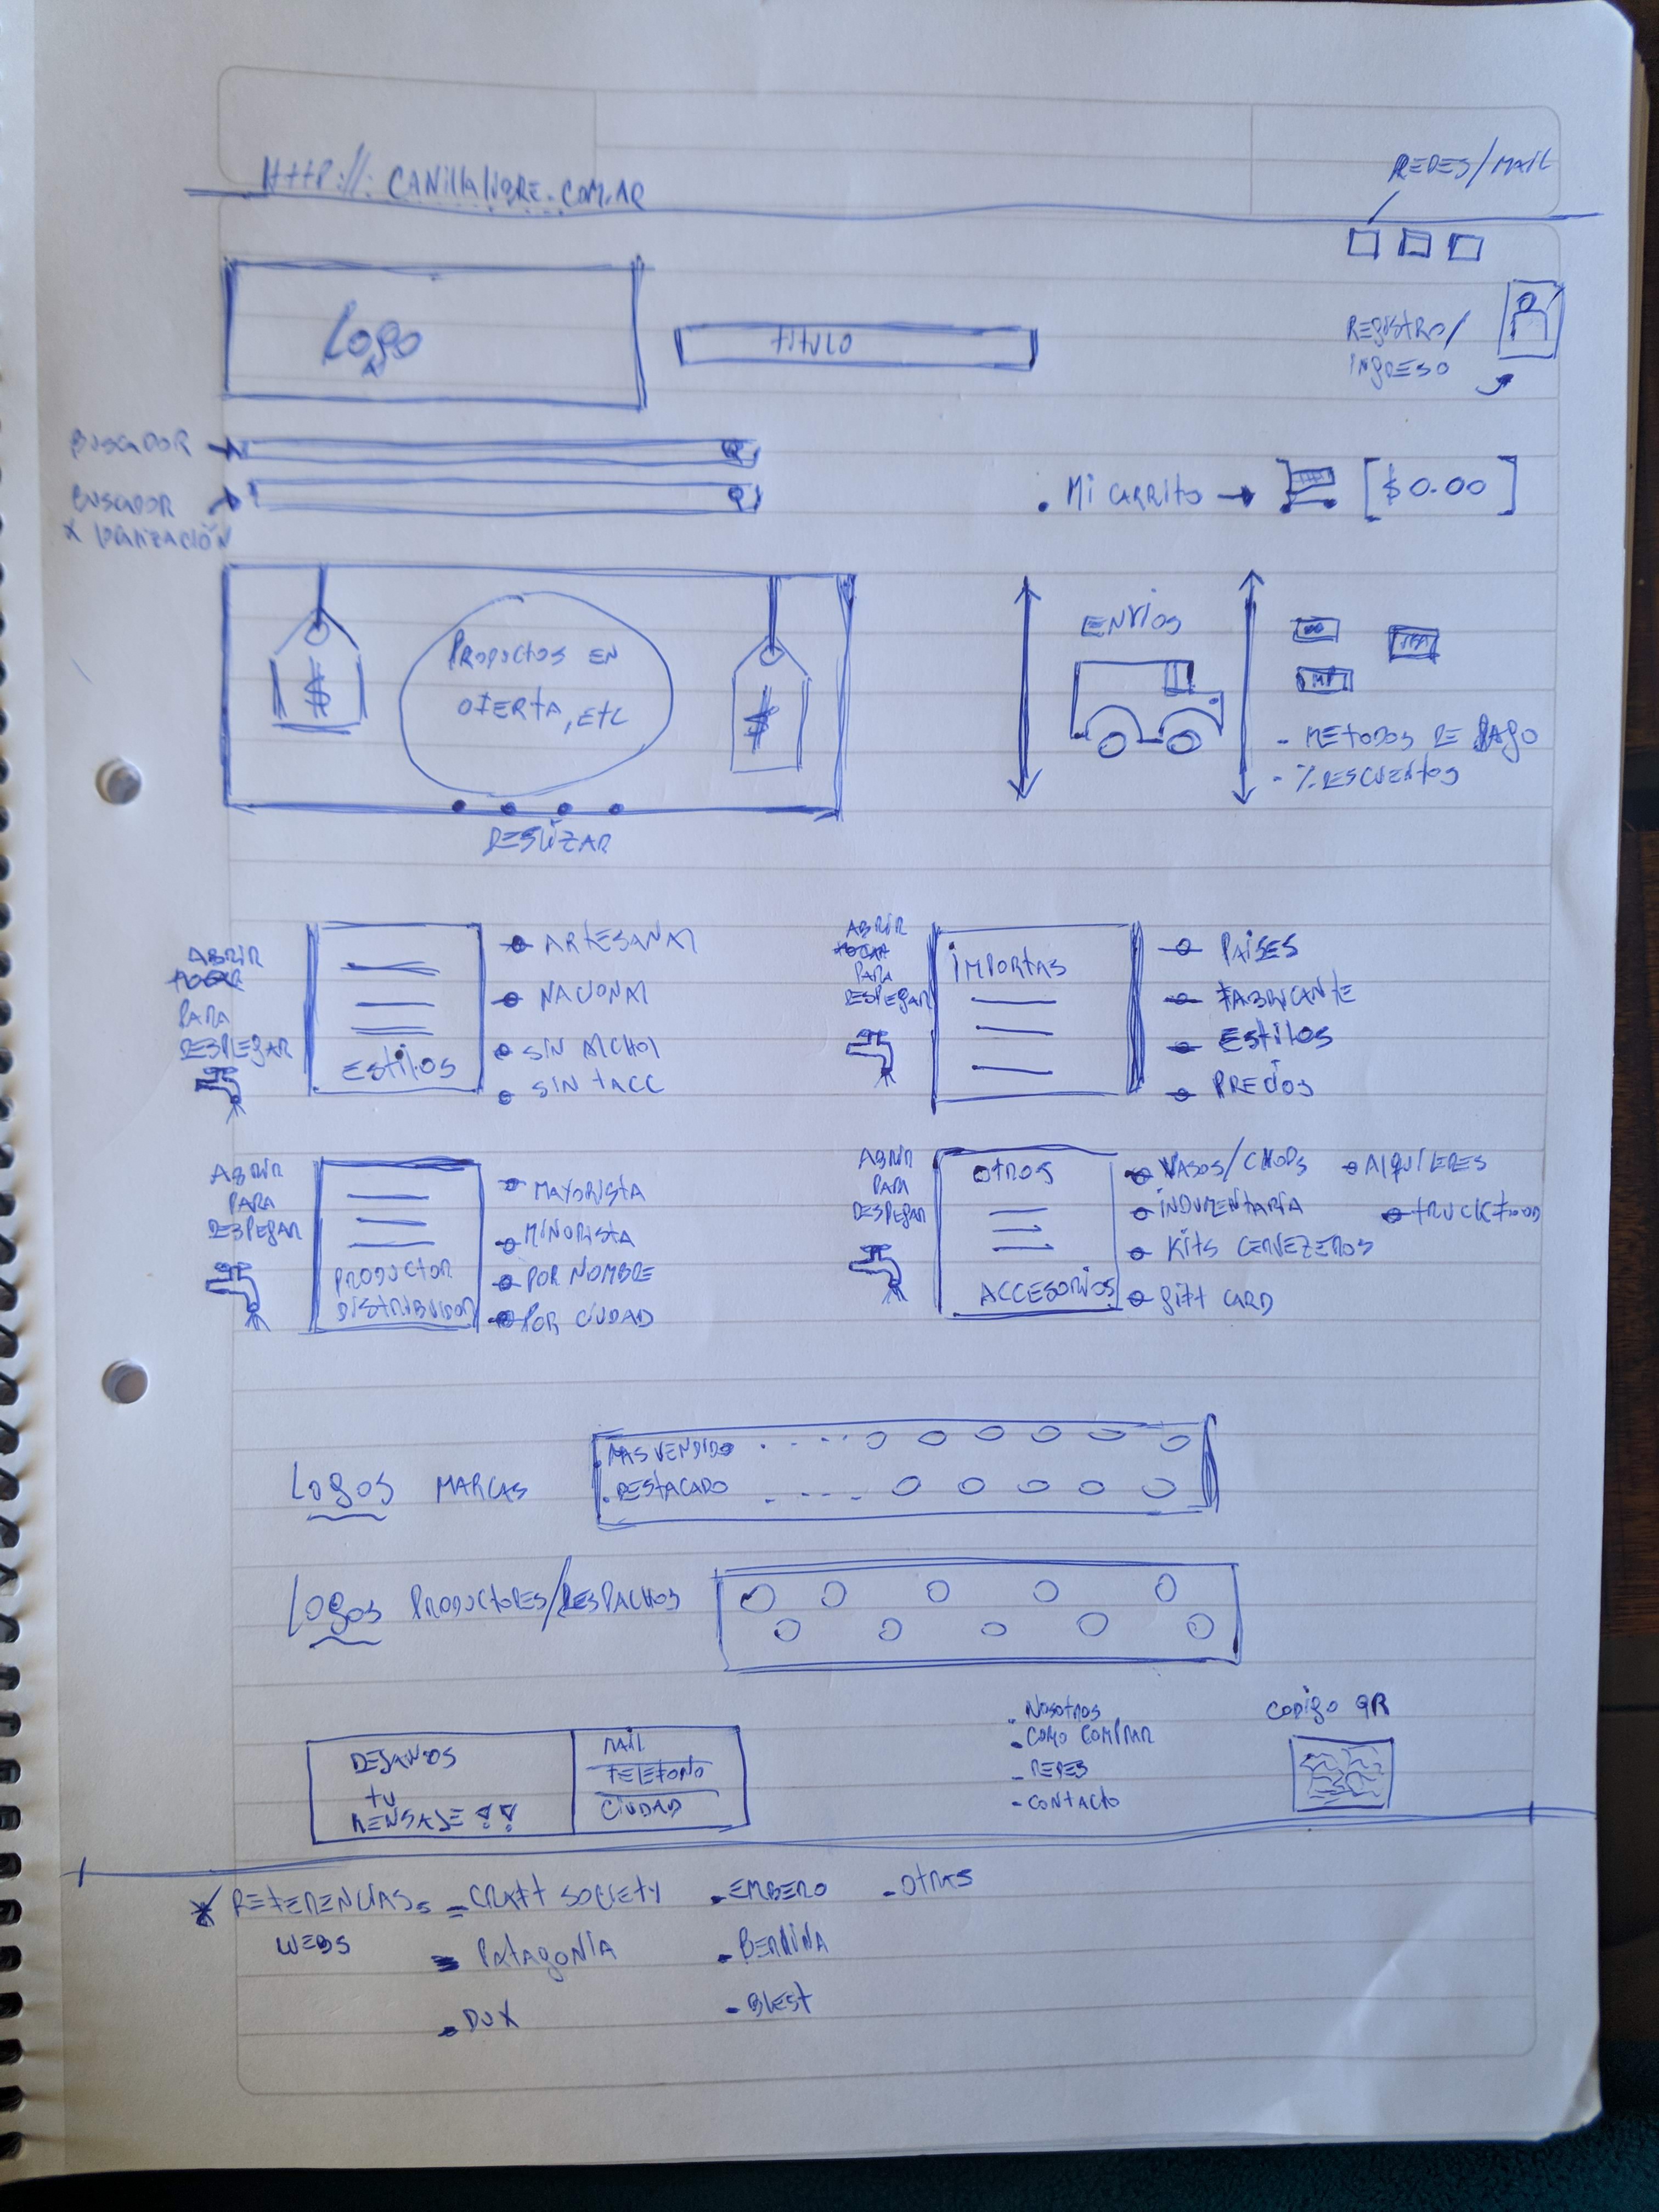 HTTP://: CANILLALIBRE.COM.AR
REDES/MAIL
LOGO
TITULO
REGISTRO/
INGRESO
BUSCADOR
BUSCADOR
X LOCALIZACIÓN
. MI CARRITO → [$0.00]
$
PRODUCTOS EN
OFERTA, ETC
$
DESLIZAR
ENVIOS
MP
- METODOS DE PAGO
- % DESCUENTOS
ABRIR
TOCAR
PARA
DESPLEGAR
ESTILOS
ARTESANAL
NACIONAL
SIN ALCHOL
SIN TACC
ABRIR
TOCAR
PARA
DESPEGAR
IMPORTAS
PAISES
FABRICANTE
ESTILOS
PRECIOS
ABRIR
PARA
DESPEGAR
PRODUCTOR
DISTRIBUIDOR
MAYORISTA
MINORISTA
POR NOMBRE
POR CIUDAD
ABRIR
PARA
DESPEGAR
OTROS
ACCESORIOS
VASOS/CHOPS
ALQUILERES
INDUMENTARIA
TRUCK FOOD
KITS CERVEZEROS
GIFT CARD
LOGOS MARCAS
. MAS VENDIDO
. DESTACADO
LOGOS PRODUCTORES/DESPACHOS
DEJANOS
TU
MENSAJE !!
MAIL
TELEFONO
CIUDAD
. NOSOTROS
. COMO COMPRAR
- REDES
- CONTACTO
CODIGO QR
* REFERENCIAS
WEBS
- CRAFT SOCIETY
- PATAGONIA
. DUX
. EMBERO
. BERLINA
- BLEST
- OTRAS